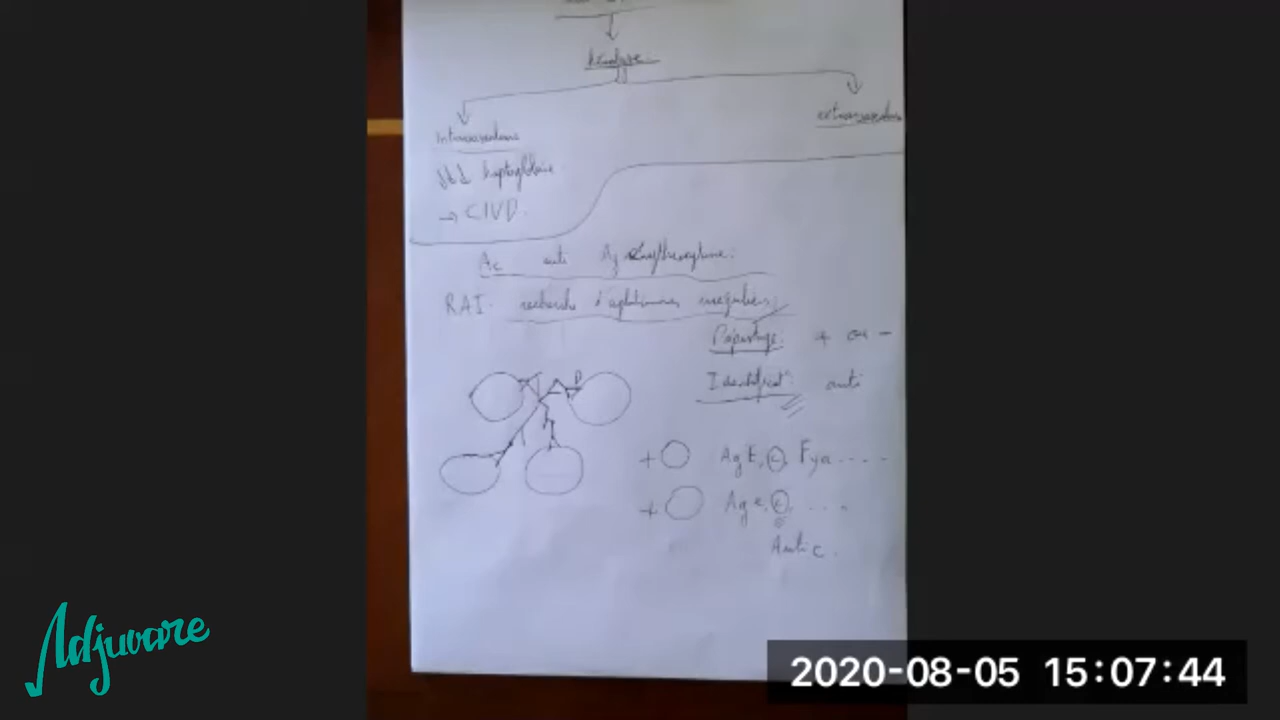 hémolyse
intravasculaire
extravasculaire
↓↓↓ haptoglobine
→ CIVD.
Ac anti Ag érythrocytaire.
RAI: recherche d'agglutinines irrégulières
Dépistage: + ou -
Identificat°: anti
D
+ Ag E, c, Fya ....
+ Ag e, c, ....
Anti c.
Adjuvare
2020-08-05 15:07:44